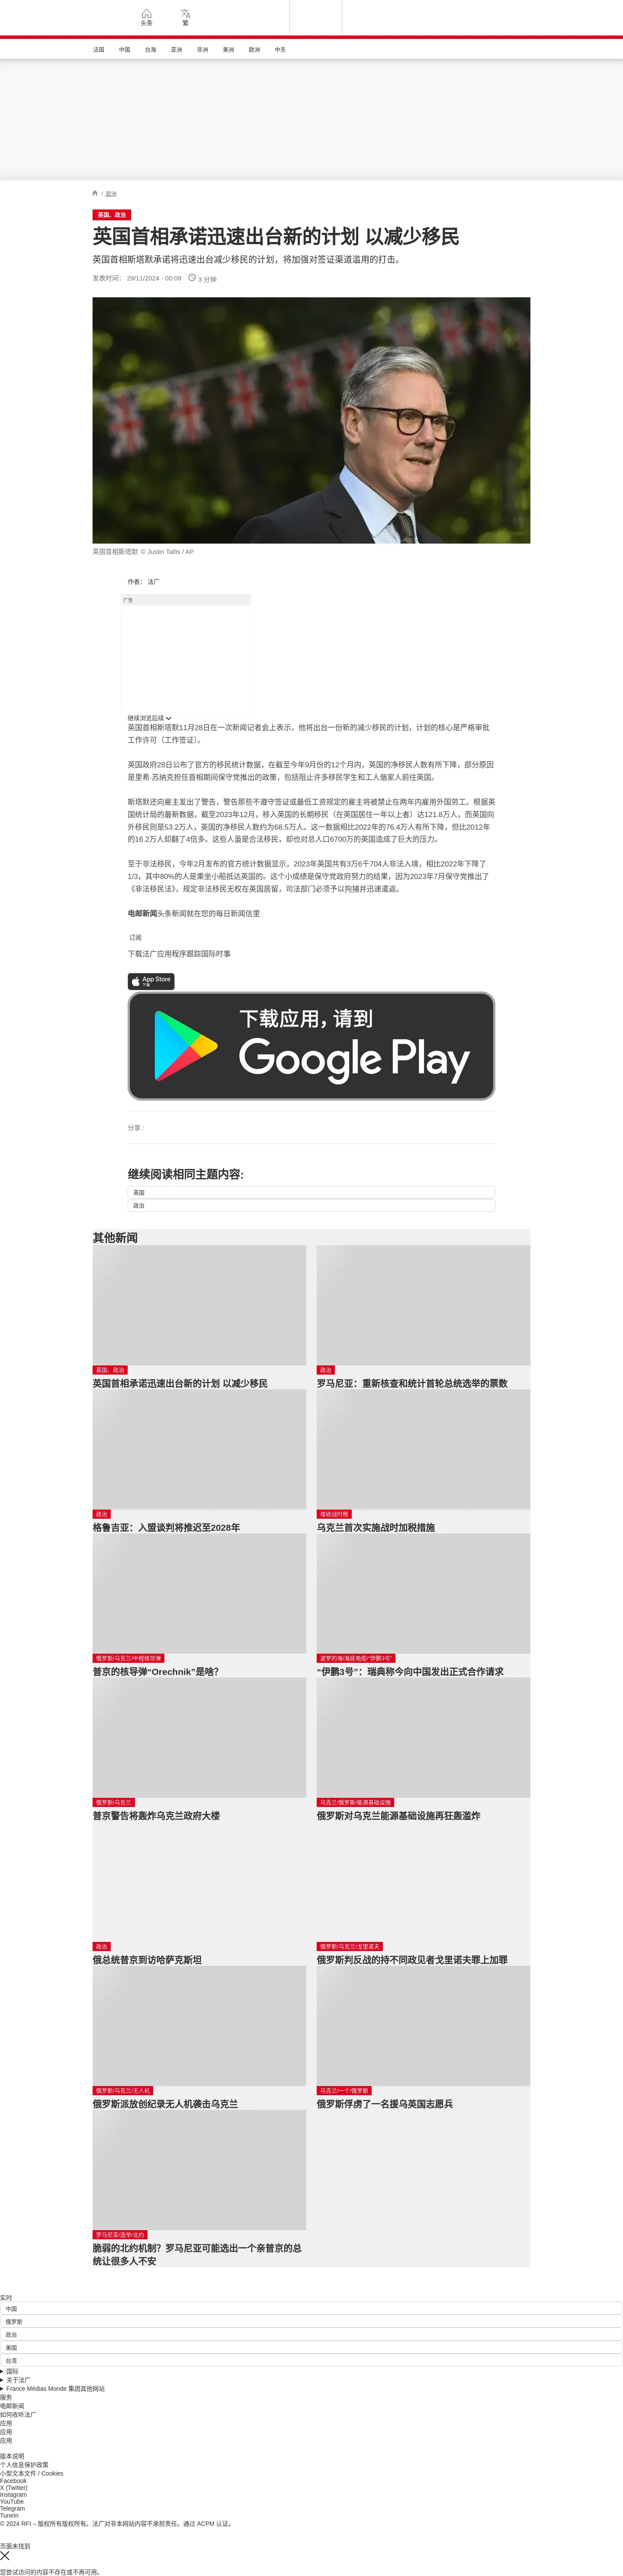 头条
繁
法国 中国 台海 亚洲 非洲 美洲 欧洲 中东
/ 欧洲
英国、政治
英国首相承诺迅速出台新的计划 以减少移民
英国首相斯塔默承诺将迅速出台减少移民的计划，将加强对签证渠道滥用的打击。
发表时间： 29/11/2024 - 00:09 3 分钟
英国首相斯塔默 © Justin Tallis / AP
作者： 法广
广告
继续浏览后续
英国首相斯塔默11月28日在一次新闻记者会上表示，他将出台一份新的减少移民的计划，计划的核心是严格审批
工作许可（工作签证）。
英国政府28日公布了官方的移民统计数据，在截至今年9月份的12个月内，英国的净移民人数有所下降，部分原因
是里希·苏纳克担任首相期间保守党推出的政策，包括阻止许多移民学生和工人偕家人前往英国。
斯塔默还向雇主发出了警告，警告那些不遵守签证或最低工资规定的雇主将被禁止在两年内雇用外国劳工。根据英
国统计局的最新数据，截至2023年12月，移入英国的长期移民（在英国居住一年以上者）达121.8万人，而英国向
外移民则是53.2万人，英国的净移民人数约为68.5万人。这一数据相比2022年的76.4万人有所下降，但比2012年
的16.2万人却翻了4倍多。这些人虽是合法移民，却也对总人口6700万的英国造成了巨大的压力。
至于非法移民，今年2月发布的官方统计数据显示，2023年英国共有3万6千704人非法入境，相比2022年下降了
1/3，其中80%的人是乘坐小船抵达英国的。这个小成绩是保守党政府努力的结果，因为2023年7月保守党推出了
《非法移民法》，规定非法移民无权在英国居留，司法部门必须予以拘捕并迅速遣返。
电邮新闻头条新闻就在您的每日新闻信里
订阅
下载法广应用程序跟踪国际时事
App Store
下载
下载应用，请到
Google Play
分享 :
继续阅读相同主题内容:
英国
政治
其他新闻
英国、政治
英国首相承诺迅速出台新的计划 以减少移民
政治
罗马尼亚：重新核查和统计首轮总统选举的票数
政治
格鲁吉亚：入盟谈判将推迟至2028年
增收战时税
乌克兰首次实施战时加税措施
俄罗斯/乌克兰/中程核导弹
普京的核导弹“Orechnik”是啥？
波罗的海/海底电缆/“伊鹏3号”
“伊鹏3号”：瑞典称今向中国发出正式合作请求
俄罗斯/乌克兰
普京警告将轰炸乌克兰政府大楼
乌克兰/俄罗斯/能源基础设施
俄罗斯对乌克兰能源基础设施再狂轰滥炸
政治
俄总统普京到访哈萨克斯坦
俄罗斯/乌克兰/戈里诺夫
俄罗斯判反战的持不同政见者戈里诺夫罪上加罪
俄罗斯/乌克兰/无人机
俄罗斯派放创纪录无人机袭击乌克兰
乌克兰/一个/俄罗斯
俄罗斯俘虏了一名援乌英国志愿兵
罗马尼亚/选举/北约
脆弱的北约机制？罗马尼亚可能选出一个亲普京的总
统让很多人不安
实时
中国
俄罗斯
政治
美国
台湾
国际
关于法广
France Médias Monde 集团其他网站
服务
电邮新闻
如何收听法广
应用
应用
应用
版本说明
个人信息保护政策
小型文本文件 / Cookies
Facebook
X (Twitter)
Instagram
YouTube
Telegram
TuneIn
© 2024 RFI – 版权所有版权所有。法广对非本网站内容不承担责任。通过 ACPM 认证。
页面未找到
您尝试访问的内容不存在或不再可用。